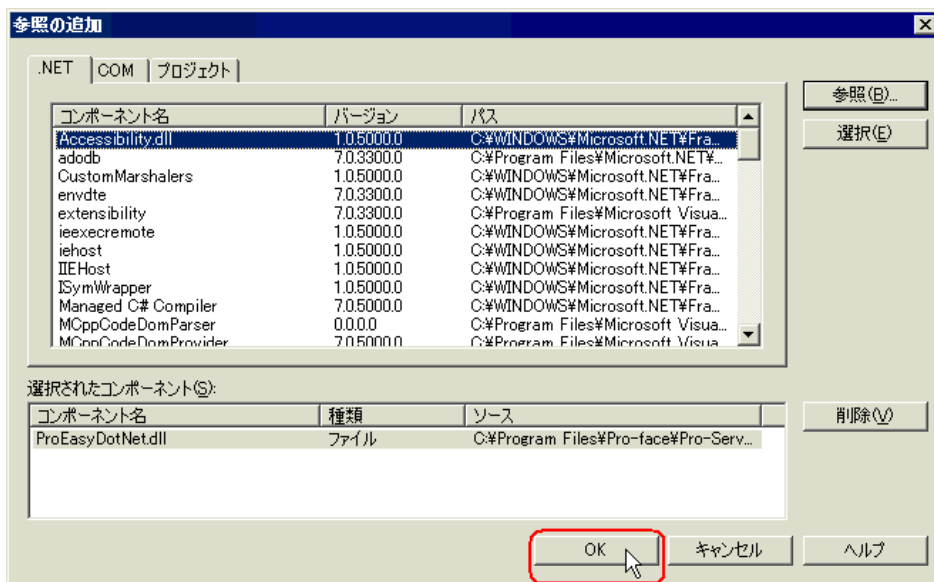 参照の追加
.NET COM プロジェクト
参照(B)...
コンポーネント名 バージョン パス
選択(E)
Accessibility.dll 1.0.5000.0 C:¥WINDOWS¥Microsoft.NET¥Fra...
adodb 7.0.3300.0 C:¥Program Files¥Microsoft.NET¥...
CustomMarshalers 1.0.5000.0 C:¥WINDOWS¥Microsoft.NET¥Fra...
envdte 7.0.3300.0 C:¥WINDOWS¥Microsoft.NET¥Fra...
extensibility 7.0.3300.0 C:¥Program Files¥Microsoft Visua...
ieexecremote 1.0.5000.0 C:¥WINDOWS¥Microsoft.NET¥Fra...
iehost 1.0.5000.0 C:¥WINDOWS¥Microsoft.NET¥Fra...
IIEHost 1.0.5000.0 C:¥WINDOWS¥Microsoft.NET¥Fra...
ISymWrapper 1.0.5000.0 C:¥WINDOWS¥Microsoft.NET¥Fra...
Managed C# Compiler 7.0.5000.0 C:¥WINDOWS¥Microsoft.NET¥Fra...
MCppCodeDomParser 0.0.0.0 C:¥Program Files¥Microsoft Visua...
MCppCodeDomProvider 7.0.5000.0 C:¥Program Files¥Microsoft Visua...
選択されたコンポーネント(S):
コンポーネント名 種類 ソース
削除(V)
ProEasyDotNet.dll ファイル C:¥Program Files¥Pro-face¥Pro-Serv...
OK キャンセル ヘルプ